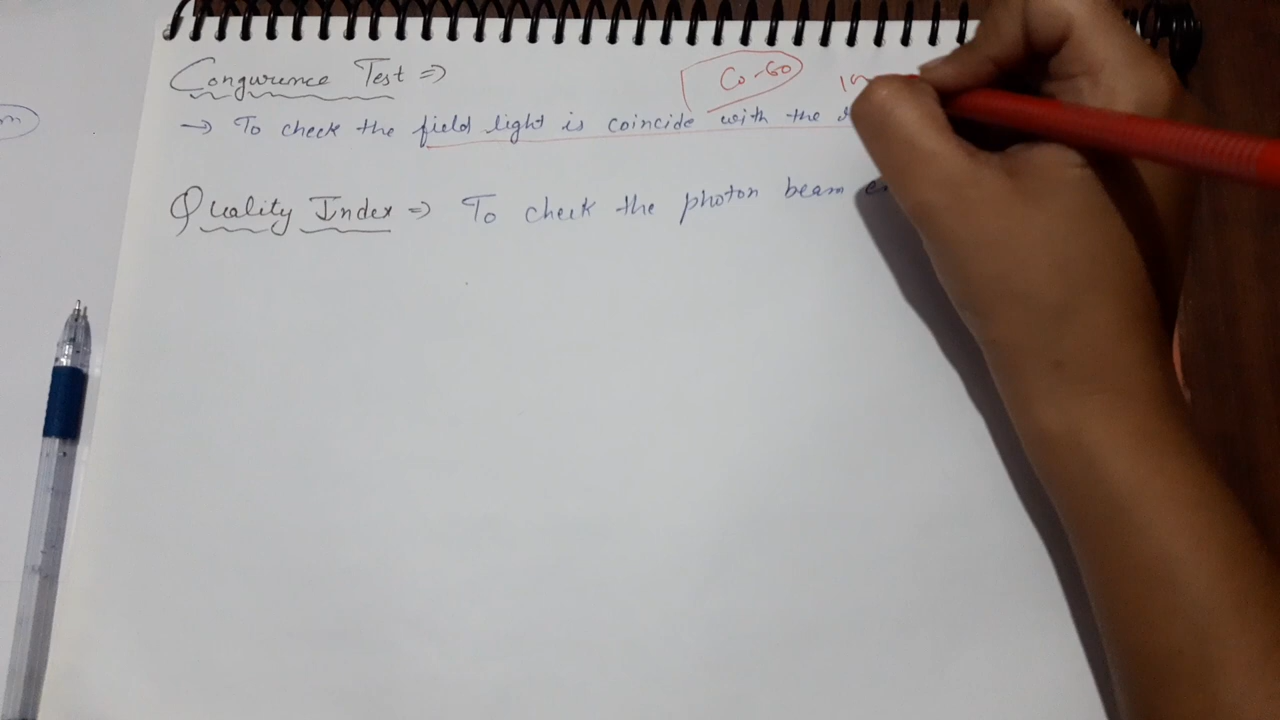 Congurence Test ⇒
Co-60
→ To check the field light is coincide with the
Quality Index ⇒ To check the photon beam